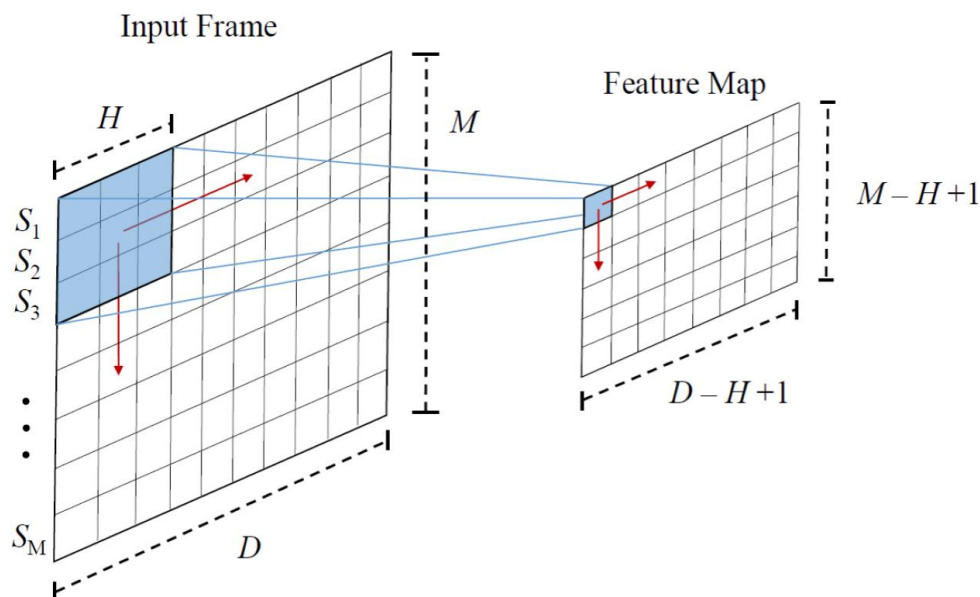 Input Frame
H
M
S1
S2
S3
SM
D
Feature Map
M – H +1
D – H +1